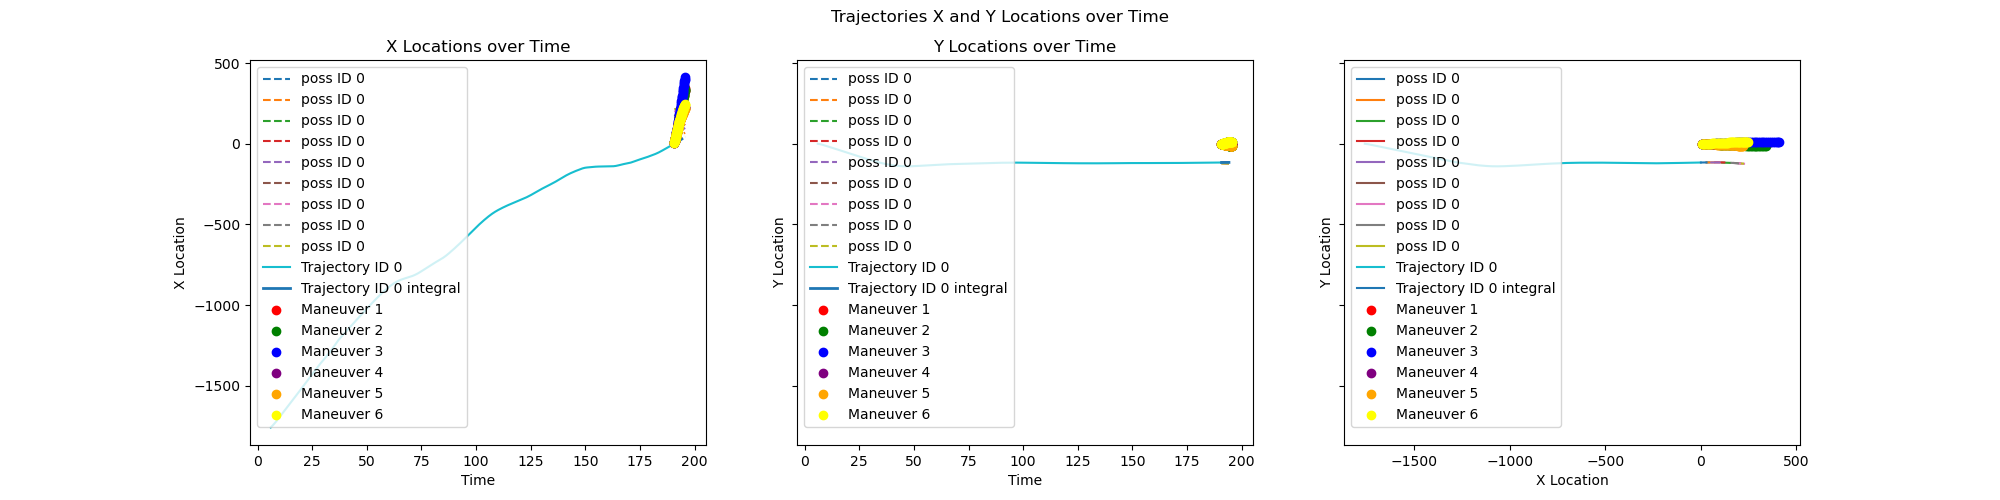 Trajectories X and Y Locations over Time
X Locations over Time
X Location
500
0
−500
−1000
−1500
poss ID 0
poss ID 0
poss ID 0
poss ID 0
poss ID 0
poss ID 0
poss ID 0
poss ID 0
poss ID 0
Trajectory ID 0
Trajectory ID 0 integral
Maneuver 1
Maneuver 2
Maneuver 3
Maneuver 4
Maneuver 5
Maneuver 6
0 25 50 75 100 125 150 175 200
Time
Y Locations over Time
Y Location
poss ID 0
poss ID 0
poss ID 0
poss ID 0
poss ID 0
poss ID 0
poss ID 0
poss ID 0
poss ID 0
Trajectory ID 0
Trajectory ID 0 integral
Maneuver 1
Maneuver 2
Maneuver 3
Maneuver 4
Maneuver 5
Maneuver 6
0 25 50 75 100 125 150 175 200
Time
Y Location
poss ID 0
poss ID 0
poss ID 0
poss ID 0
poss ID 0
poss ID 0
poss ID 0
poss ID 0
poss ID 0
Trajectory ID 0
Trajectory ID 0 integral
Maneuver 1
Maneuver 2
Maneuver 3
Maneuver 4
Maneuver 5
Maneuver 6
−1500 −1000 −500 0 500
X Location